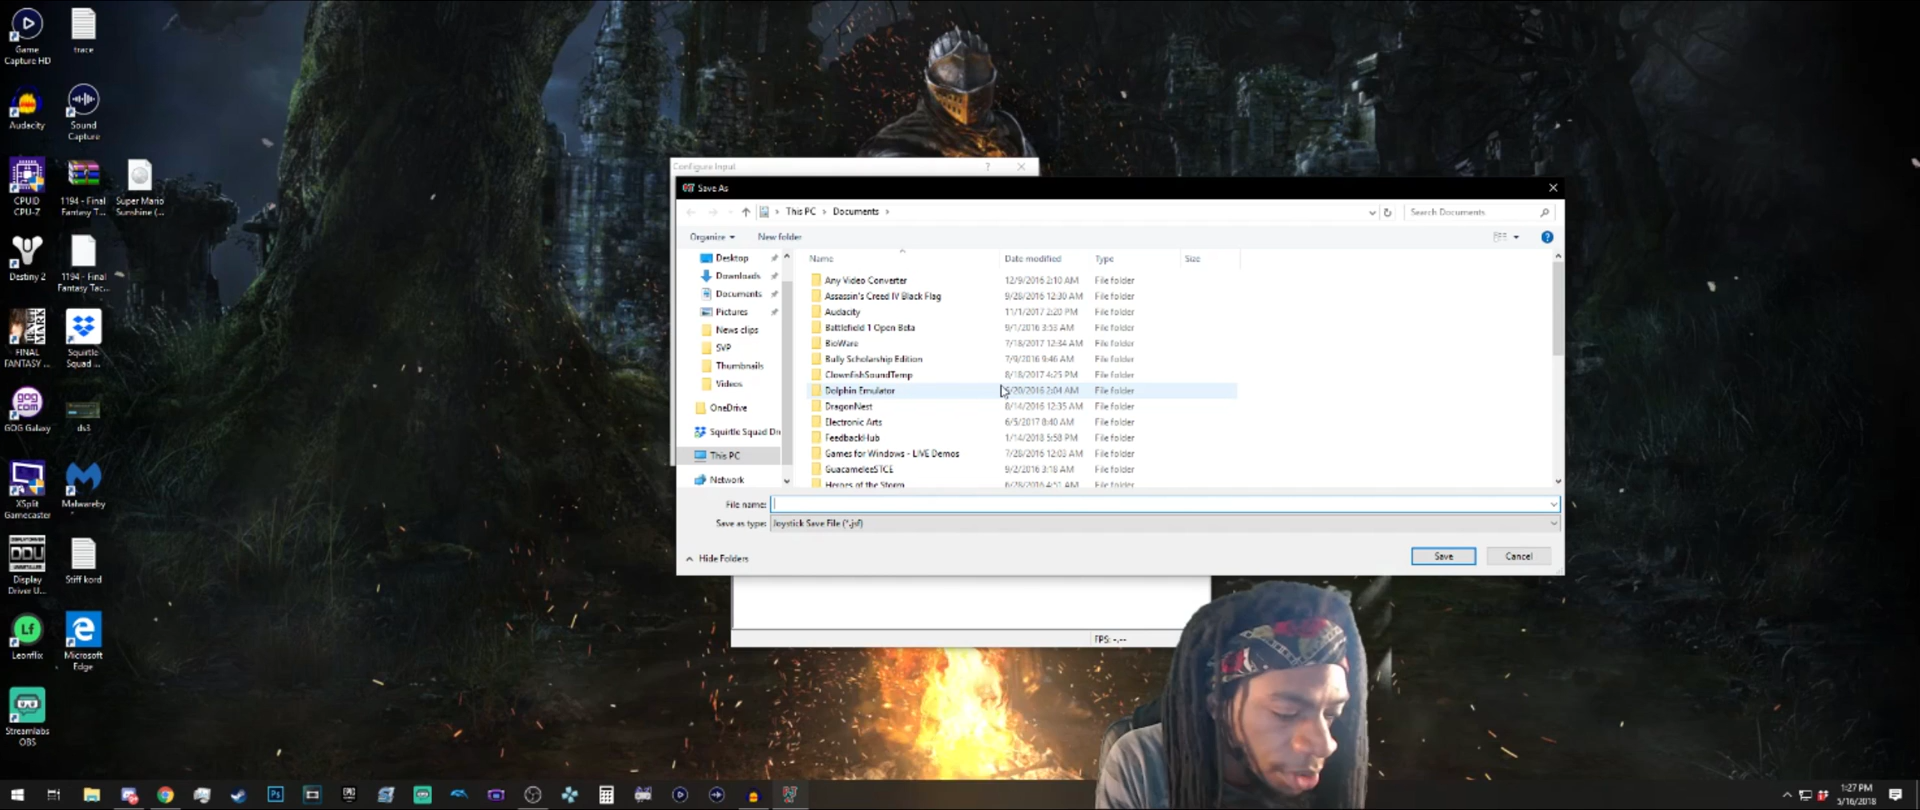 Game
Capture HD
trace
Audacity
Sound
Capture
CPUID
CPU-Z
1194 - Final
Fantasy T...
Super Mario
Sunshine (...
Destiny 2
1194 - Final
Fantasy Tac...
FINAL
FANTASY ...
Squirtle
Squad ...
GOG Galaxy
ds3
XSplit
Gamecaster
Malwareby...
Display
Driver U...
Stiff kord
Leonflix
Microsoft
Edge
Streamlabs
OBS
Configure Input
Save As
This PC
Documents
Search Documents
Organize
New folder
Desktop
Downloads
Documents
Pictures
News clips
SVP
Thumbnails
Videos
OneDrive
Squirtle Squad Dr
This PC
Network
Name Date modified Type Size
Any Video Converter 12/9/2016 2:10 AM File folder
Assassin's Creed IV Black Flag 9/28/2016 12:30 AM File folder
Audacity 11/1/2017 2:20 PM File folder
Battlefield 1 Open Beta 9/1/2016 3:53 AM File folder
BioWare 7/18/2017 12:34 AM File folder
Bully Scholarship Edition 7/9/2016 9:46 AM File folder
ClownfishSoundTemp 8/18/2017 4:25 PM File folder
Dolphin Emulator /20/2016 2:04 AM File folder
DragonNest 8/14/2016 12:35 AM File folder
Electronic Arts 6/5/2017 8:40 AM File folder
FeedbackHub 1/14/2018 5:58 PM File folder
Games for Windows - LIVE Demos 7/28/2016 12:03 AM File folder
GuacameleeSTCE 9/2/2016 3:18 AM File folder
Heroes of the Storm 6/28/2016 4:51 AM File folder
File name:
Save as type: Joystick Save File (*.jsf)
Hide Folders
Save
Cancel
FPS: -.--
1:27 PM
5/16/2018